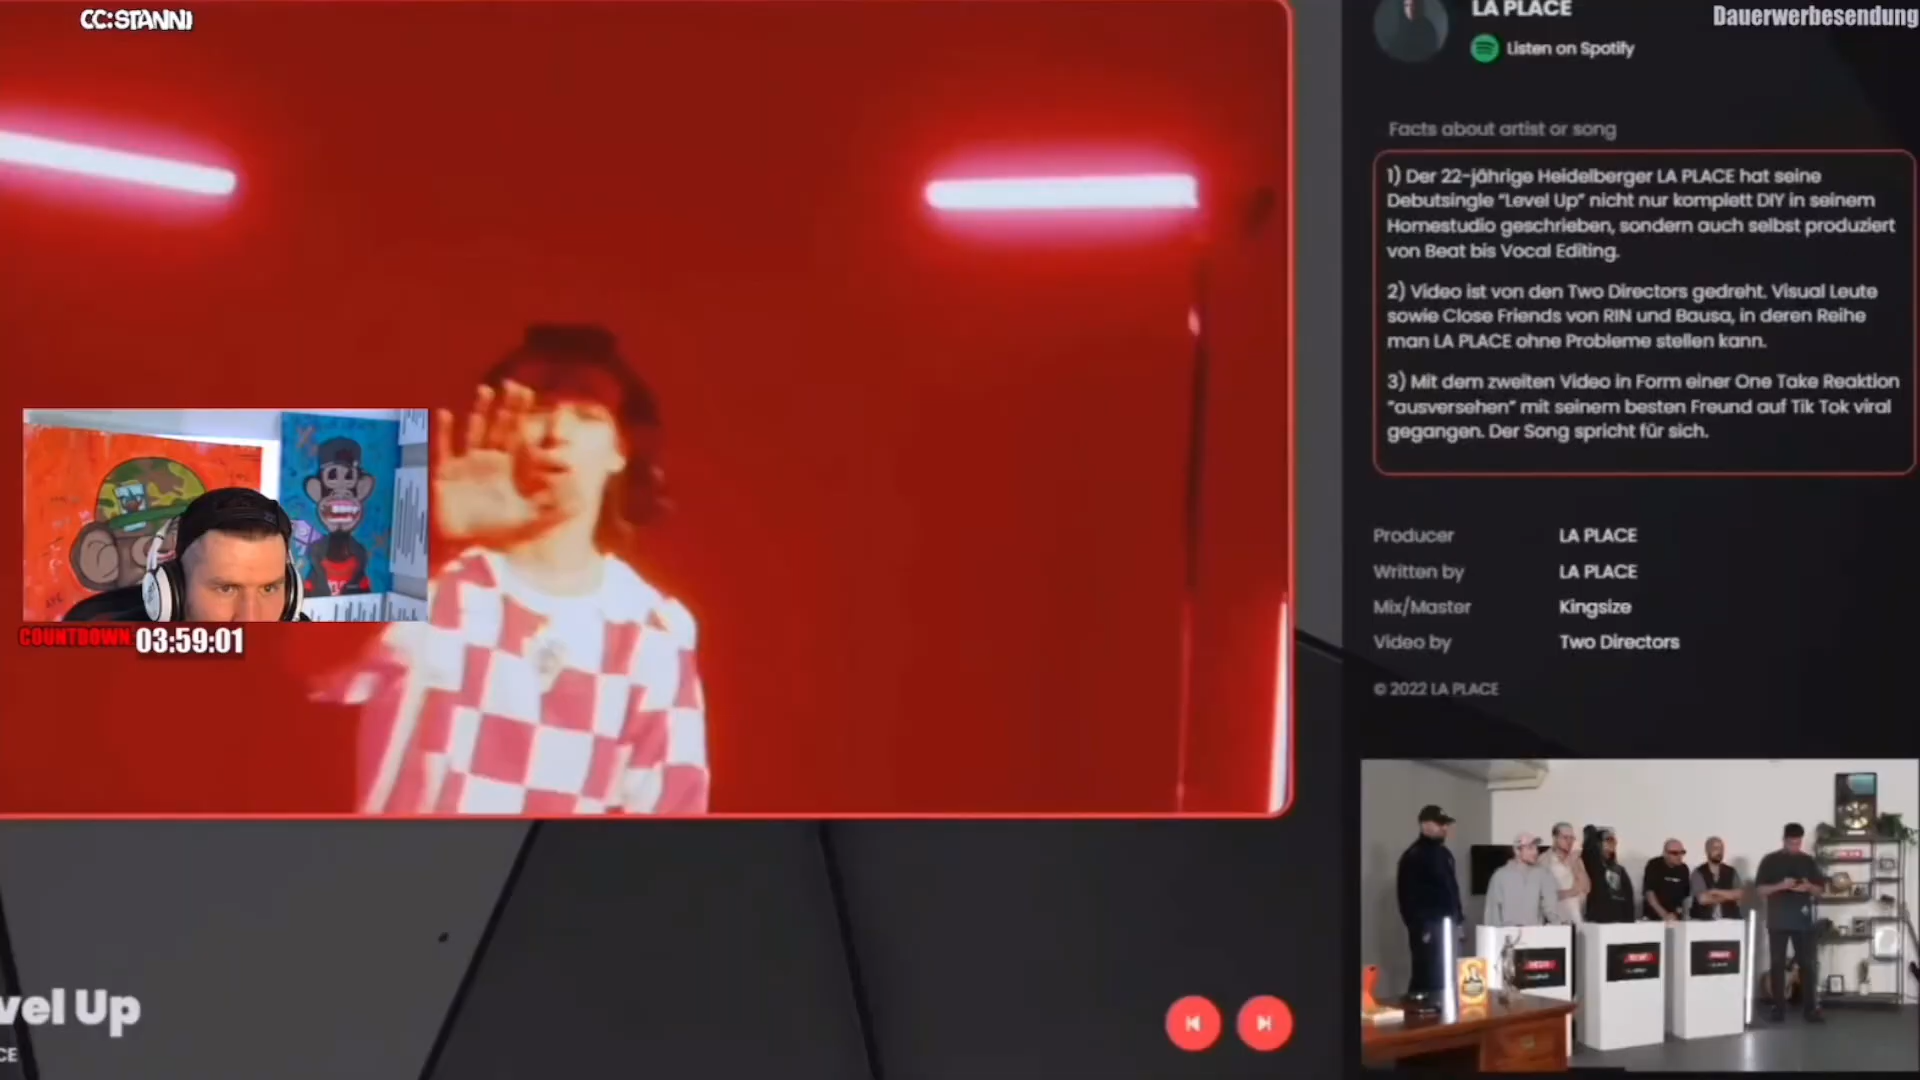 CC:STANNI
LA PLACE
Dauerwerbesendung
Listen on Spotify
Facts about artist or song
1) Der 22-jährige Heidelberger LA PLACE hat seine
Debutsingle "Level Up" nicht nur komplett DIY in seinem
Homestudio geschrieben, sondern auch selbst produziert
von Beat bis Vocal Editing.
2) Video ist von den Two Directors gedreht. Visual Leute
sowie Close Friends von RIN und Bausa, in deren Reihe
man LA PLACE ohne Probleme stellen kann.
3) Mit dem zweiten Video in Form einer One Take Reaktion
"ausversehen" mit seinem besten Freund auf Tik Tok viral
gegangen. Der Song spricht für sich.
Producer LA PLACE
Written by LA PLACE
Mix/Master Kingsize
Video by Two Directors
© 2022 LA PLACE
COUNTDOWN 03:59:01
vel Up
CE